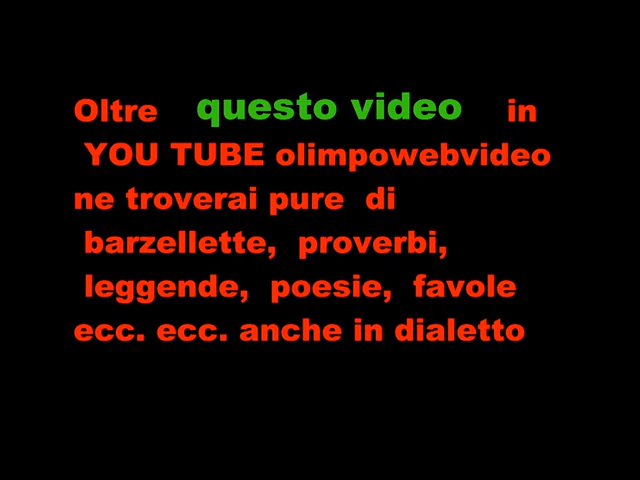 Oltre questo video in
YOU TUBE olimpowebvideo
ne troverai pure di
barzellette, proverbi,
leggende, poesie, favole
ecc. ecc. anche in dialetto